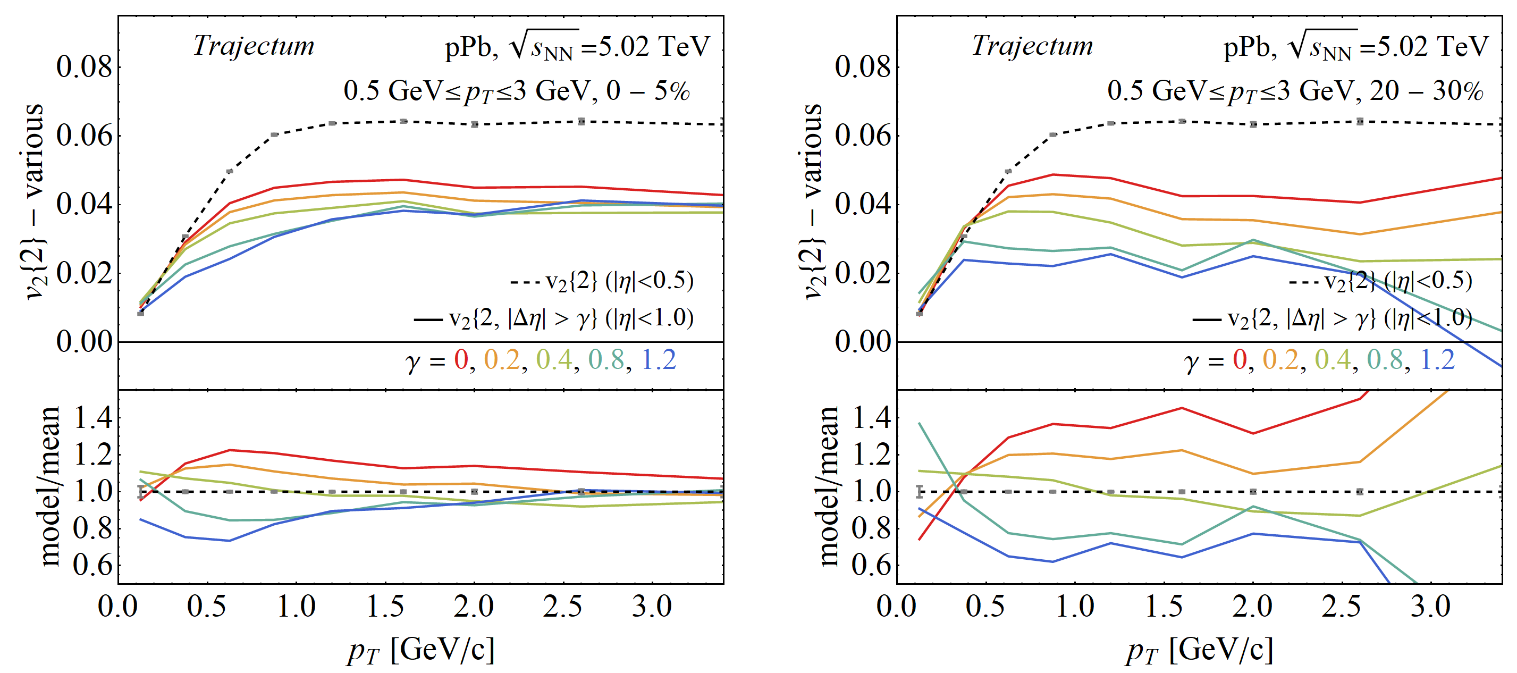 Trajectum
pPb, √sNN=5.02 TeV
0.5 GeV≤pT≤3 GeV, 0 − 5%
v2{2} − various
0.08
0.06
0.04
0.02
0.00
v2{2} (|η|<0.5)
v2{2, |Δη| > γ} (|η|<1.0)
γ = 0, 0.2, 0.4, 0.8, 1.2
model/mean
1.4
1.2
1.0
0.8
0.6
0.0 0.5 1.0 1.5 2.0 2.5 3.0
pT [GeV/c]
Trajectum
pPb, √sNN=5.02 TeV
0.5 GeV≤pT≤3 GeV, 20 − 30%
v2{2} − various
0.08
0.06
0.04
0.02
0.00
v2{2} (|η|<0.5)
v2{2, |Δη| > γ} (|η|<1.0)
γ = 0, 0.2, 0.4, 0.8, 1.2
model/mean
1.4
1.2
1.0
0.8
0.6
0.0 0.5 1.0 1.5 2.0 2.5 3.0
pT [GeV/c]